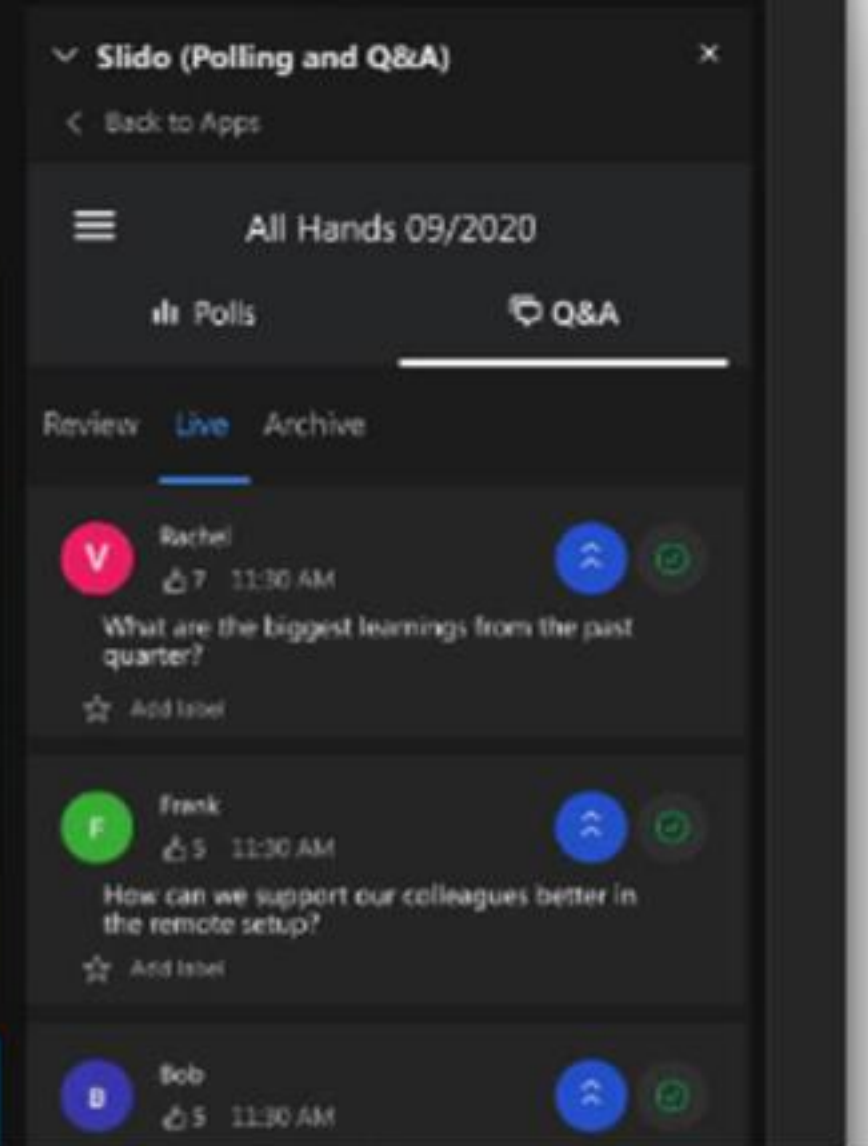 Slido (Polling and Q&A)
Back to Apps
All Hands 09/2020
Polls
Q&A
Review Live Archive
V
Rachel
7 11:30 AM
What are the biggest learnings from the past
quarter?
Add label
F
Frank
5 11:30 AM
How can we support our colleagues better in
the remote setup?
Add label
B
Bob
5 11:30 AM